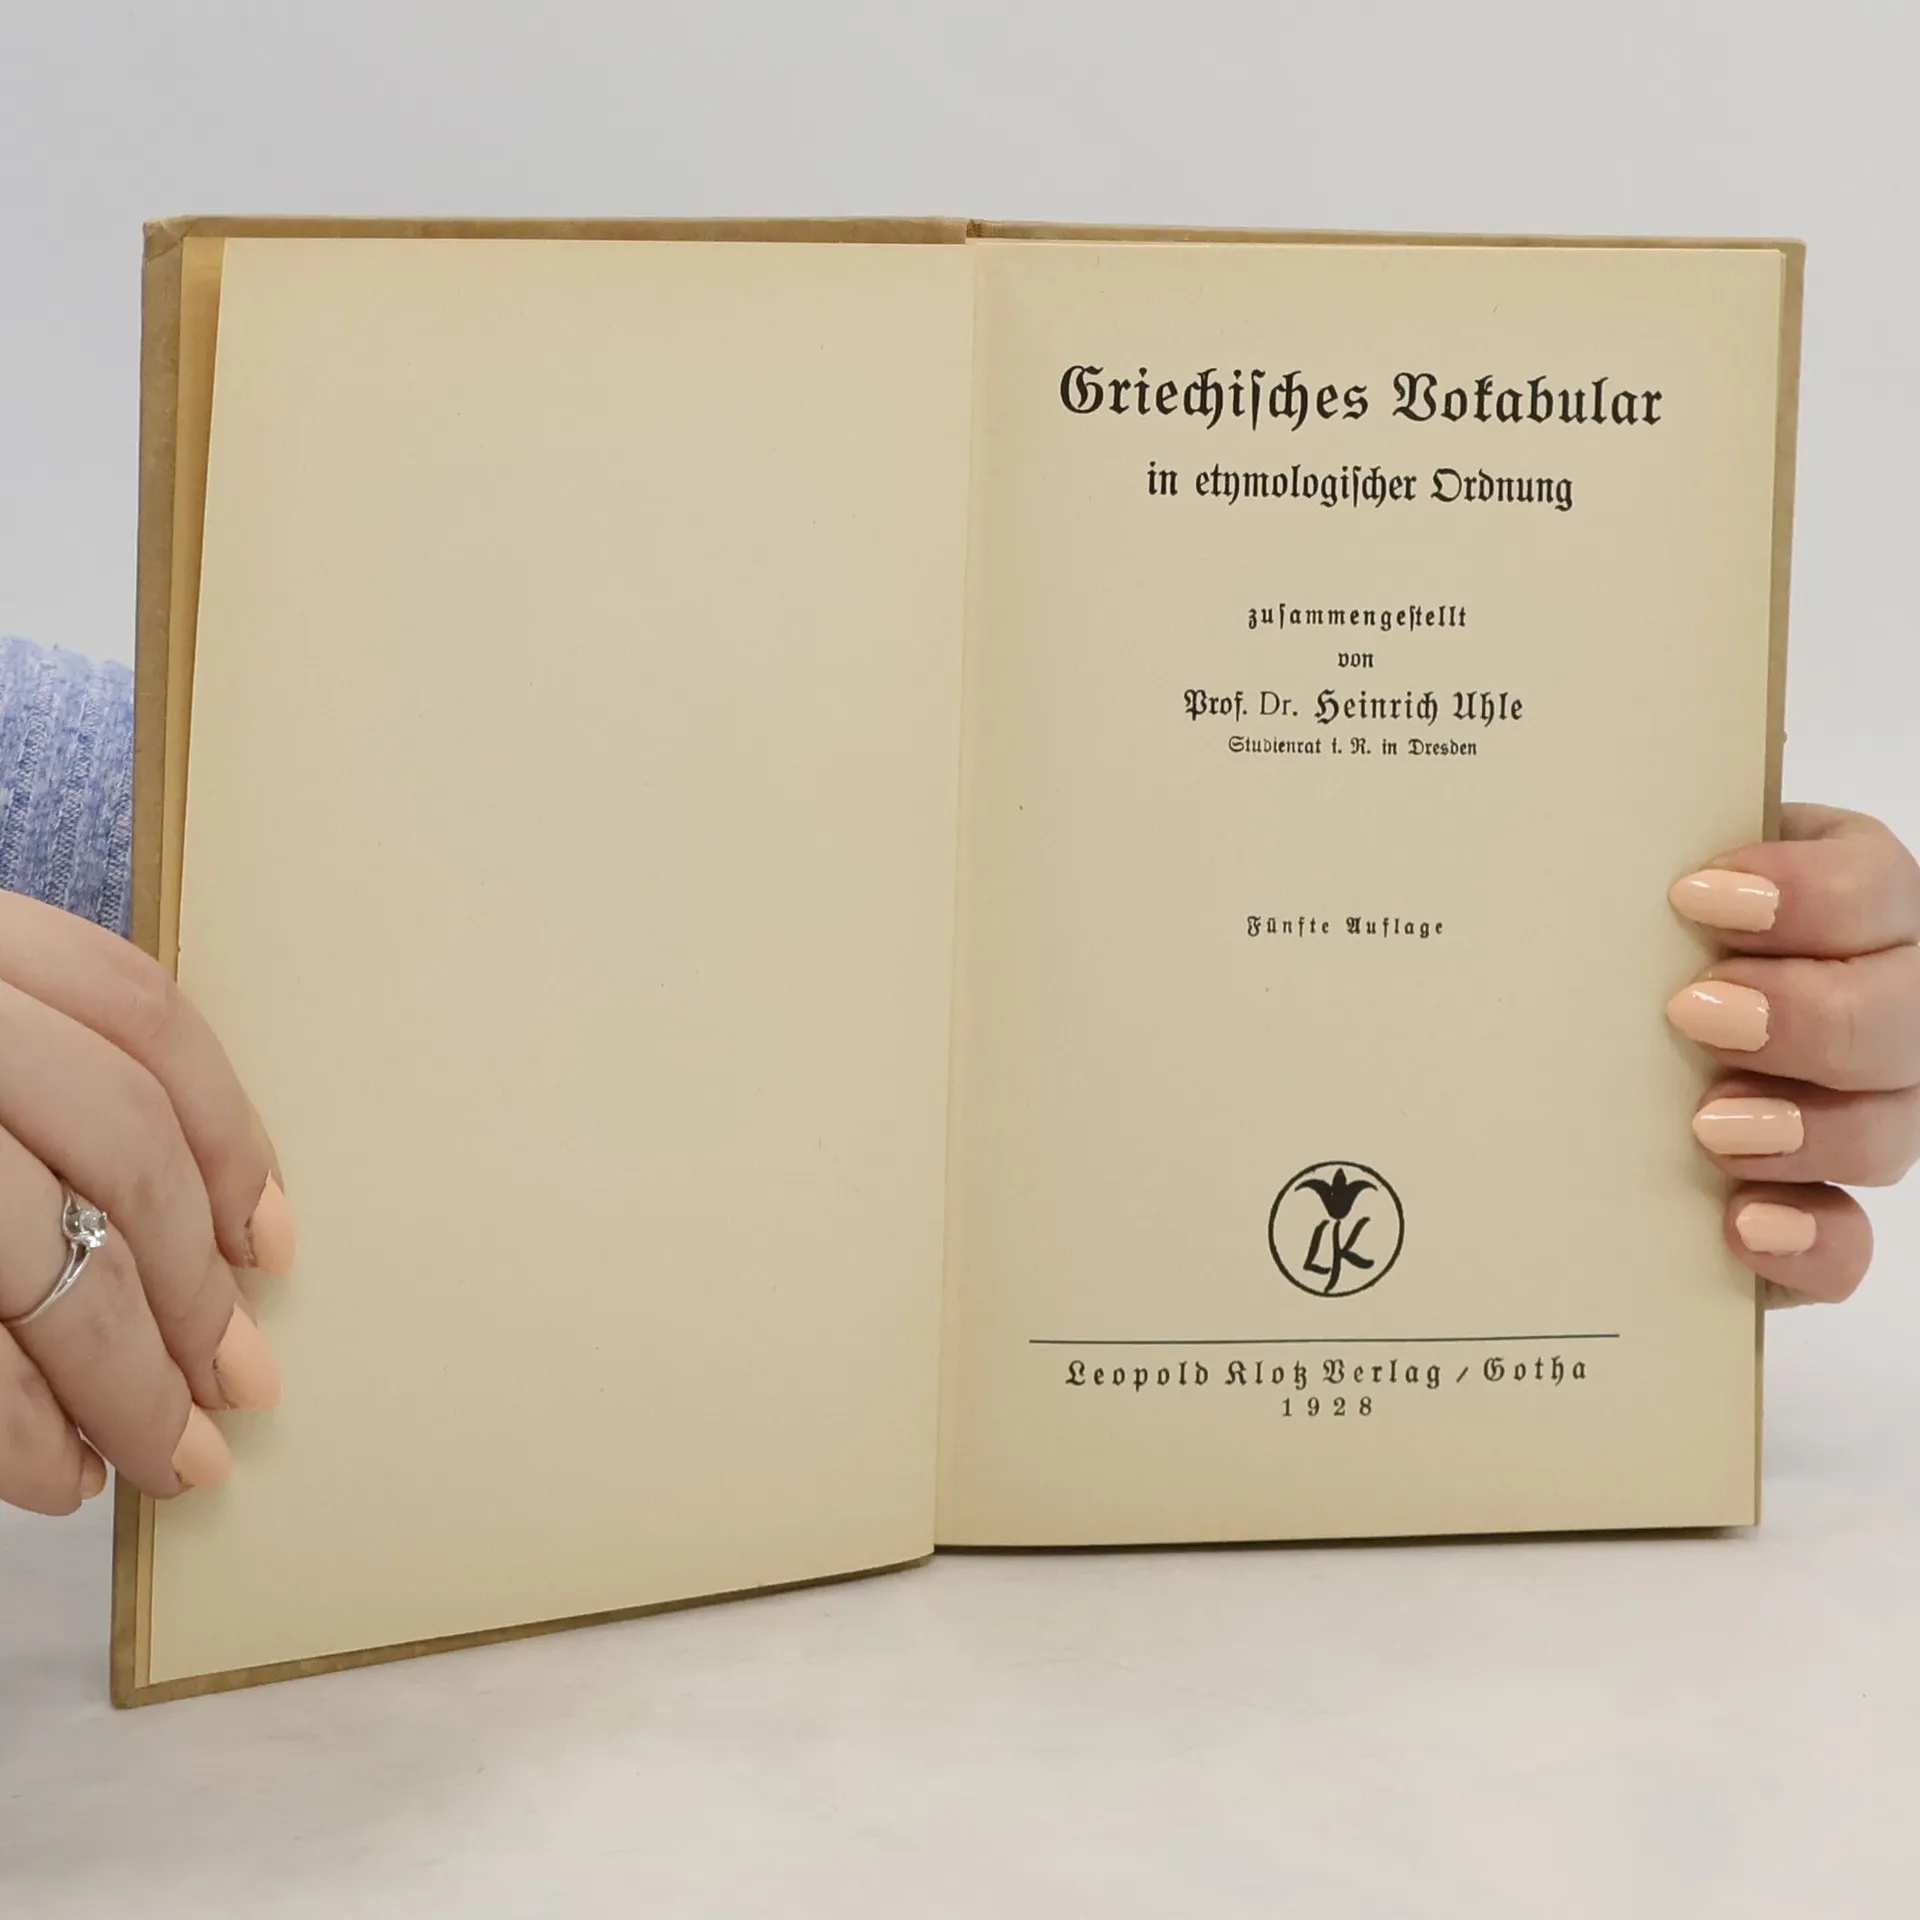 Griechiſches Vokabular
in etymologiſcher Ordnung
zuſammengeſtellt
von
Prof. Dr. Heinrich Uhle
Studienrat i. R. in Dresden
Fünfte Auflage
LK
Leopold Klotz Verlag / Gotha
1928